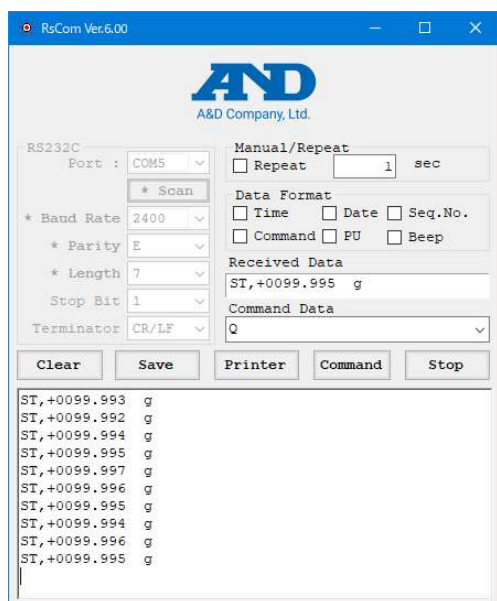 RsCom Ver.6.00
AND
A&D Company, Ltd.
RS232C
Port : COM5
* Scan
* Baud Rate 2400
* Parity E
* Length 7
Stop Bit 1
Terminator CR/LF
Manual/Repeat
Repeat 1 sec
Data Format
Time Date Seq.No.
Command PU Beep
Received Data
ST,+0099.995 g
Command Data
Q
Clear Save Printer Command Stop
ST,+0099.993 g
ST,+0099.992 g
ST,+0099.994 g
ST,+0099.995 g
ST,+0099.997 g
ST,+0099.996 g
ST,+0099.995 g
ST,+0099.994 g
ST,+0099.996 g
ST,+0099.995 g